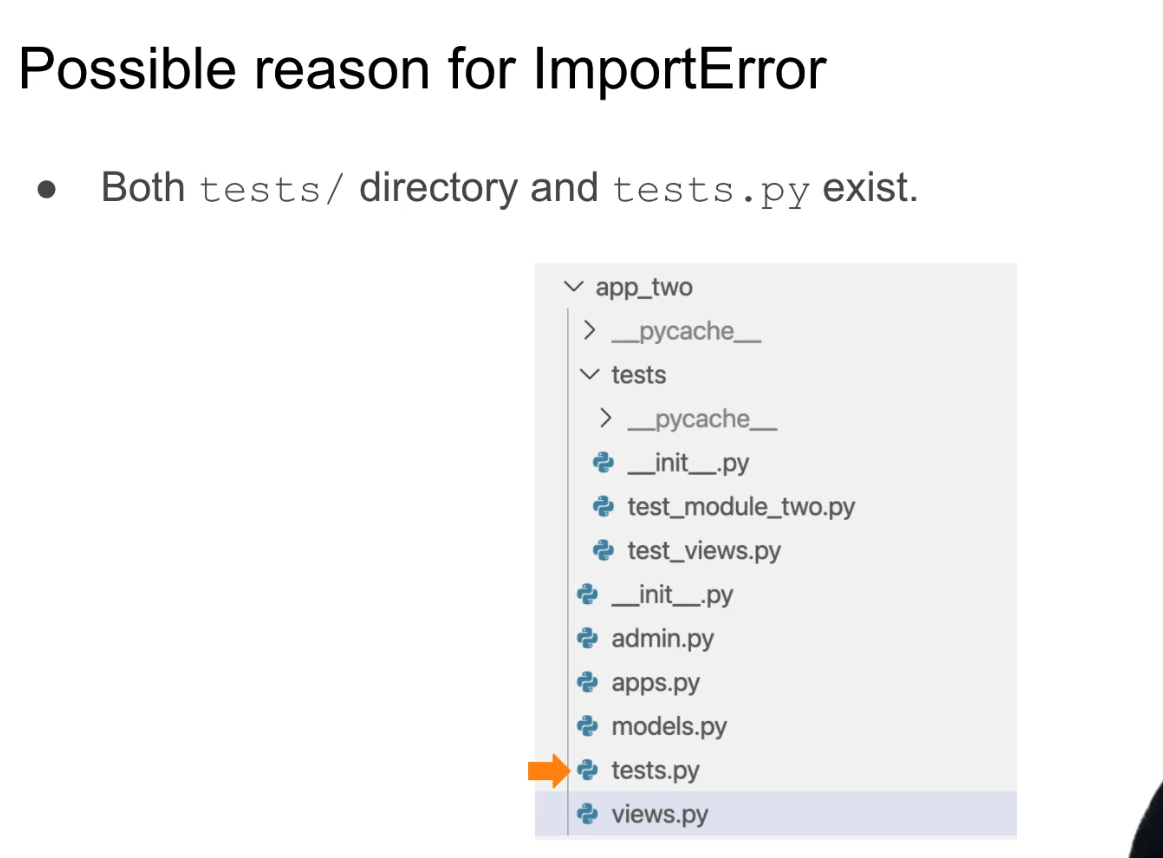 Possible reason for ImportError
● Both tests/ directory and tests.py exist.
app_two
__pycache__
tests
__pycache__
__init__.py
test_module_two.py
test_views.py
__init__.py
admin.py
apps.py
models.py
tests.py
views.py